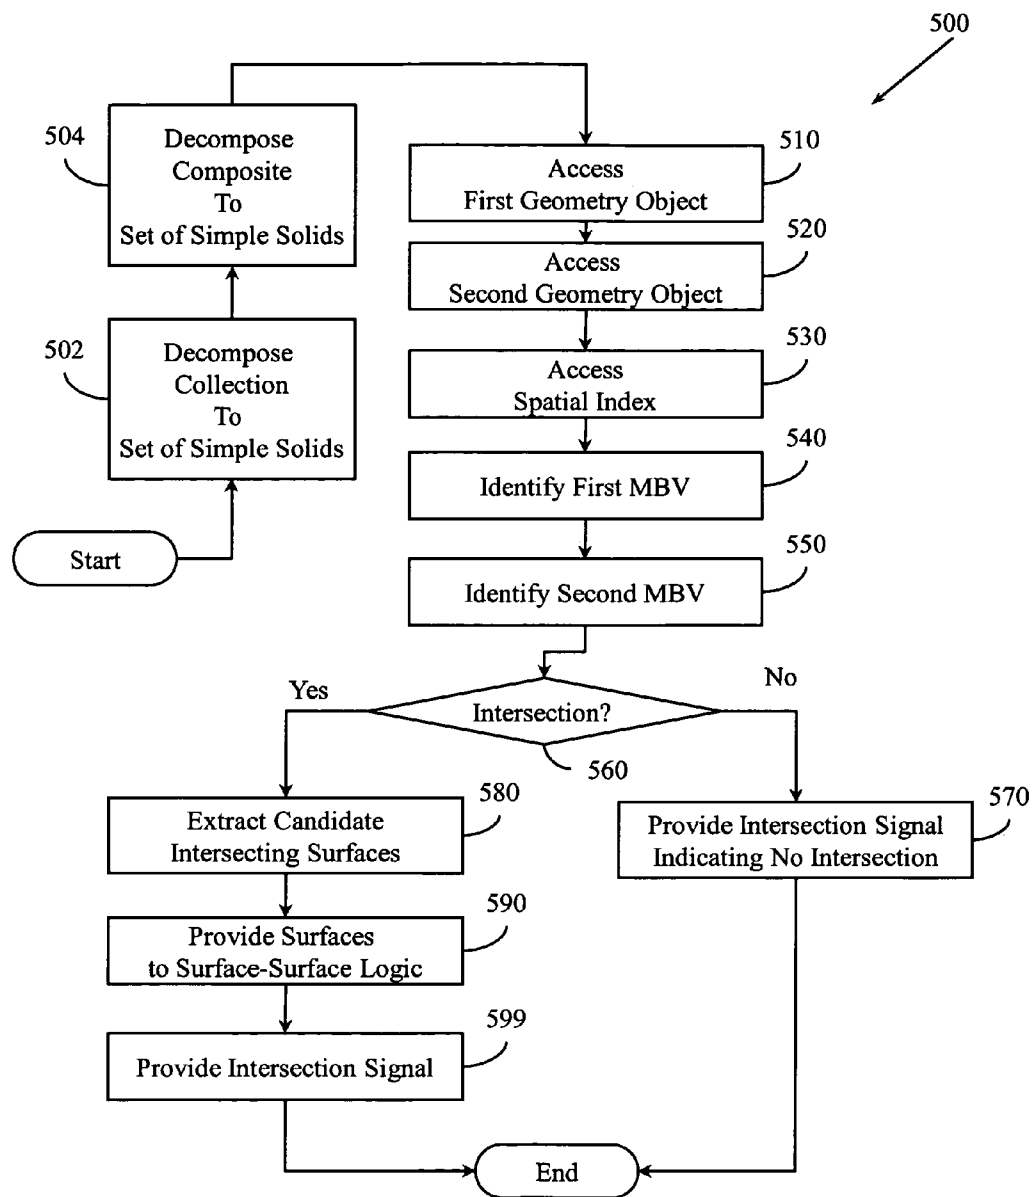 500
504
Decompose
Composite
To
Set of Simple Solids
510
Access
First Geometry Object
520
Access
Second Geometry Object
502
Decompose
Collection
To
Set of Simple Solids
530
Access
Spatial Index
540
Identify First MBV
Start
550
Identify Second MBV
Yes
No
Intersection?
560
580
Extract Candidate
Intersecting Surfaces
570
Provide Intersection Signal
Indicating No Intersection
590
Provide Surfaces
to Surface-Surface Logic
599
Provide Intersection Signal
End